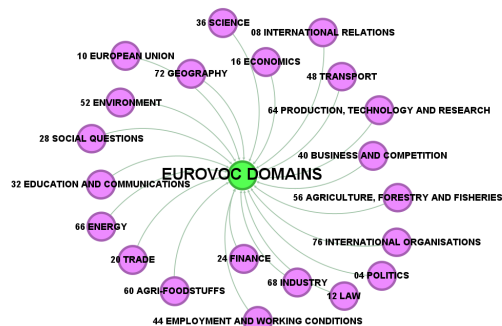 36 SCIENCE
08 INTERNATIONAL RELATIONS
10 EUROPEAN UNION
16 ECONOMICS
72 GEOGRAPHY
48 TRANSPORT
52 ENVIRONMENT
64 PRODUCTION, TECHNOLOGY AND RESEARCH
28 SOCIAL QUESTIONS
40 BUSINESS AND COMPETITION
EUROVOC DOMAINS
32 EDUCATION AND COMMUNICATIONS
56 AGRICULTURE, FORESTRY AND FISHERIES
66 ENERGY
76 INTERNATIONAL ORGANISATIONS
20 TRADE
24 FINANCE
04 POLITICS
68 INDUSTRY
60 AGRI-FOODSTUFFS
12 LAW
44 EMPLOYMENT AND WORKING CONDITIONS